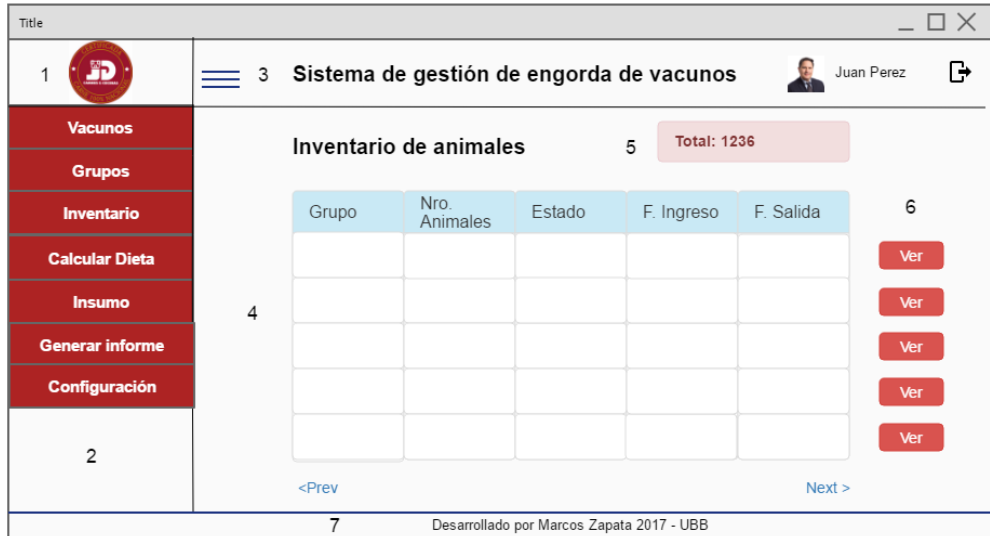 Title
1
JD
3
Sistema de gestión de engorda de vacunos
Juan Perez
Vacunos
Grupos
Inventario
Calcular Dieta
Insumo
Generar informe
Configuración
2
Inventario de animales
5
Total: 1236
4
Grupo
Nro.
Animales
Estado
F. Ingreso
F. Salida
6
Ver
Ver
Ver
Ver
Ver
<Prev
Next >
7
Desarrollado por Marcos Zapata 2017 - UBB